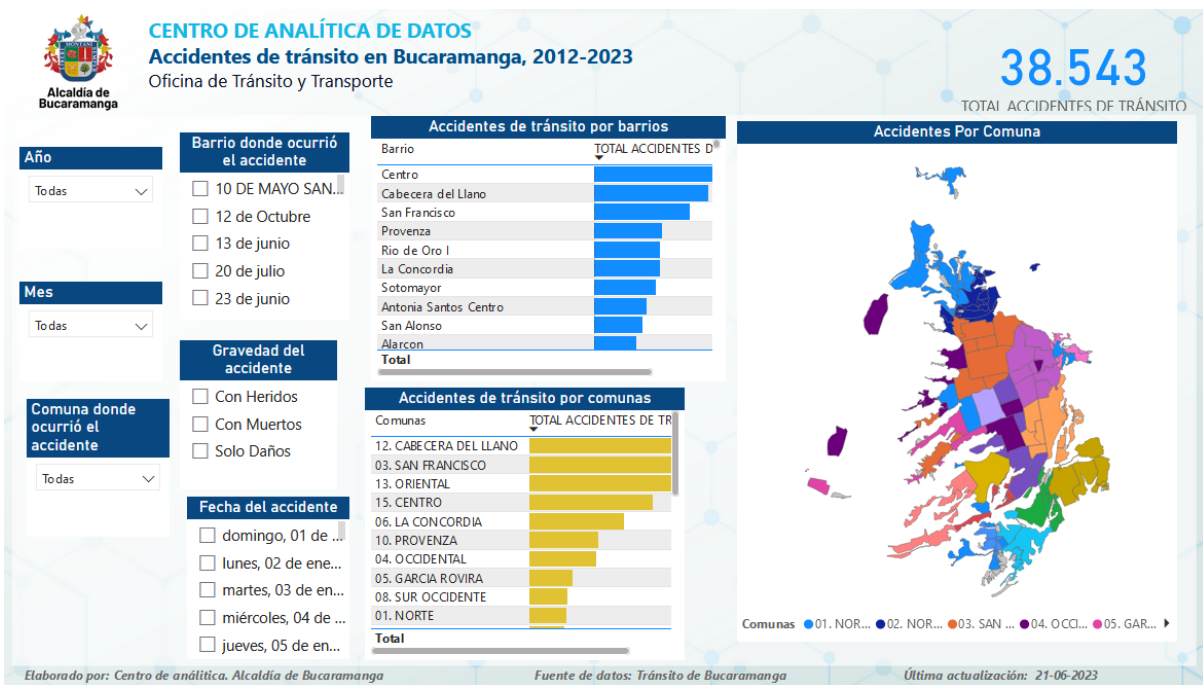 Alcaldía de
Bucaramanga
CENTRO DE ANALÍTICA DE DATOS
Accidentes de tránsito en Bucaramanga, 2012-2023
Oficina de Tránsito y Transporte
38.543
TOTAL ACCIDENTES DE TRÁNSITO
Año
Todas
Mes
Todas
Comuna donde
ocurrió el
accidente
Todas
Barrio donde ocurrió
el accidente
10 DE MAYO SAN...
12 de Octubre
13 de junio
20 de julio
23 de junio
Gravedad del
accidente
Con Heridos
Con Muertos
Solo Daños
Fecha del accidente
domingo, 01 de ...
lunes, 02 de ene...
martes, 03 de en...
miércoles, 04 de ...
jueves, 05 de en...
Accidentes de tránsito por barrios
Barrio TOTAL ACCIDENTES D
Centro
Cabecera del Llano
San Francisco
Provenza
Rio de Oro I
La Concordia
Sotomayor
Antonia Santos Centro
San Alonso
Alarcon
Total
Accidentes de tránsito por comunas
Comunas TOTAL ACCIDENTES DE TR
12. CABECERA DEL LLANO
03. SAN FRANCISCO
13. ORIENTAL
15. CENTRO
06. LA CONCORDIA
10. PROVENZA
04. OCCIDENTAL
05. GARCIA ROVIRA
08. SUR OCCIDENTE
01. NORTE
Total
Accidentes Por Comuna
Comunas 01. NOR... 02. NOR... 03. SAN ... 04. OCCI... 05. GAR...
Elaborado por: Centro de análitica. Alcaldía de Bucaramanga
Fuente de datos: Tránsito de Bucaramanga
Última actualización: 21-06-2023